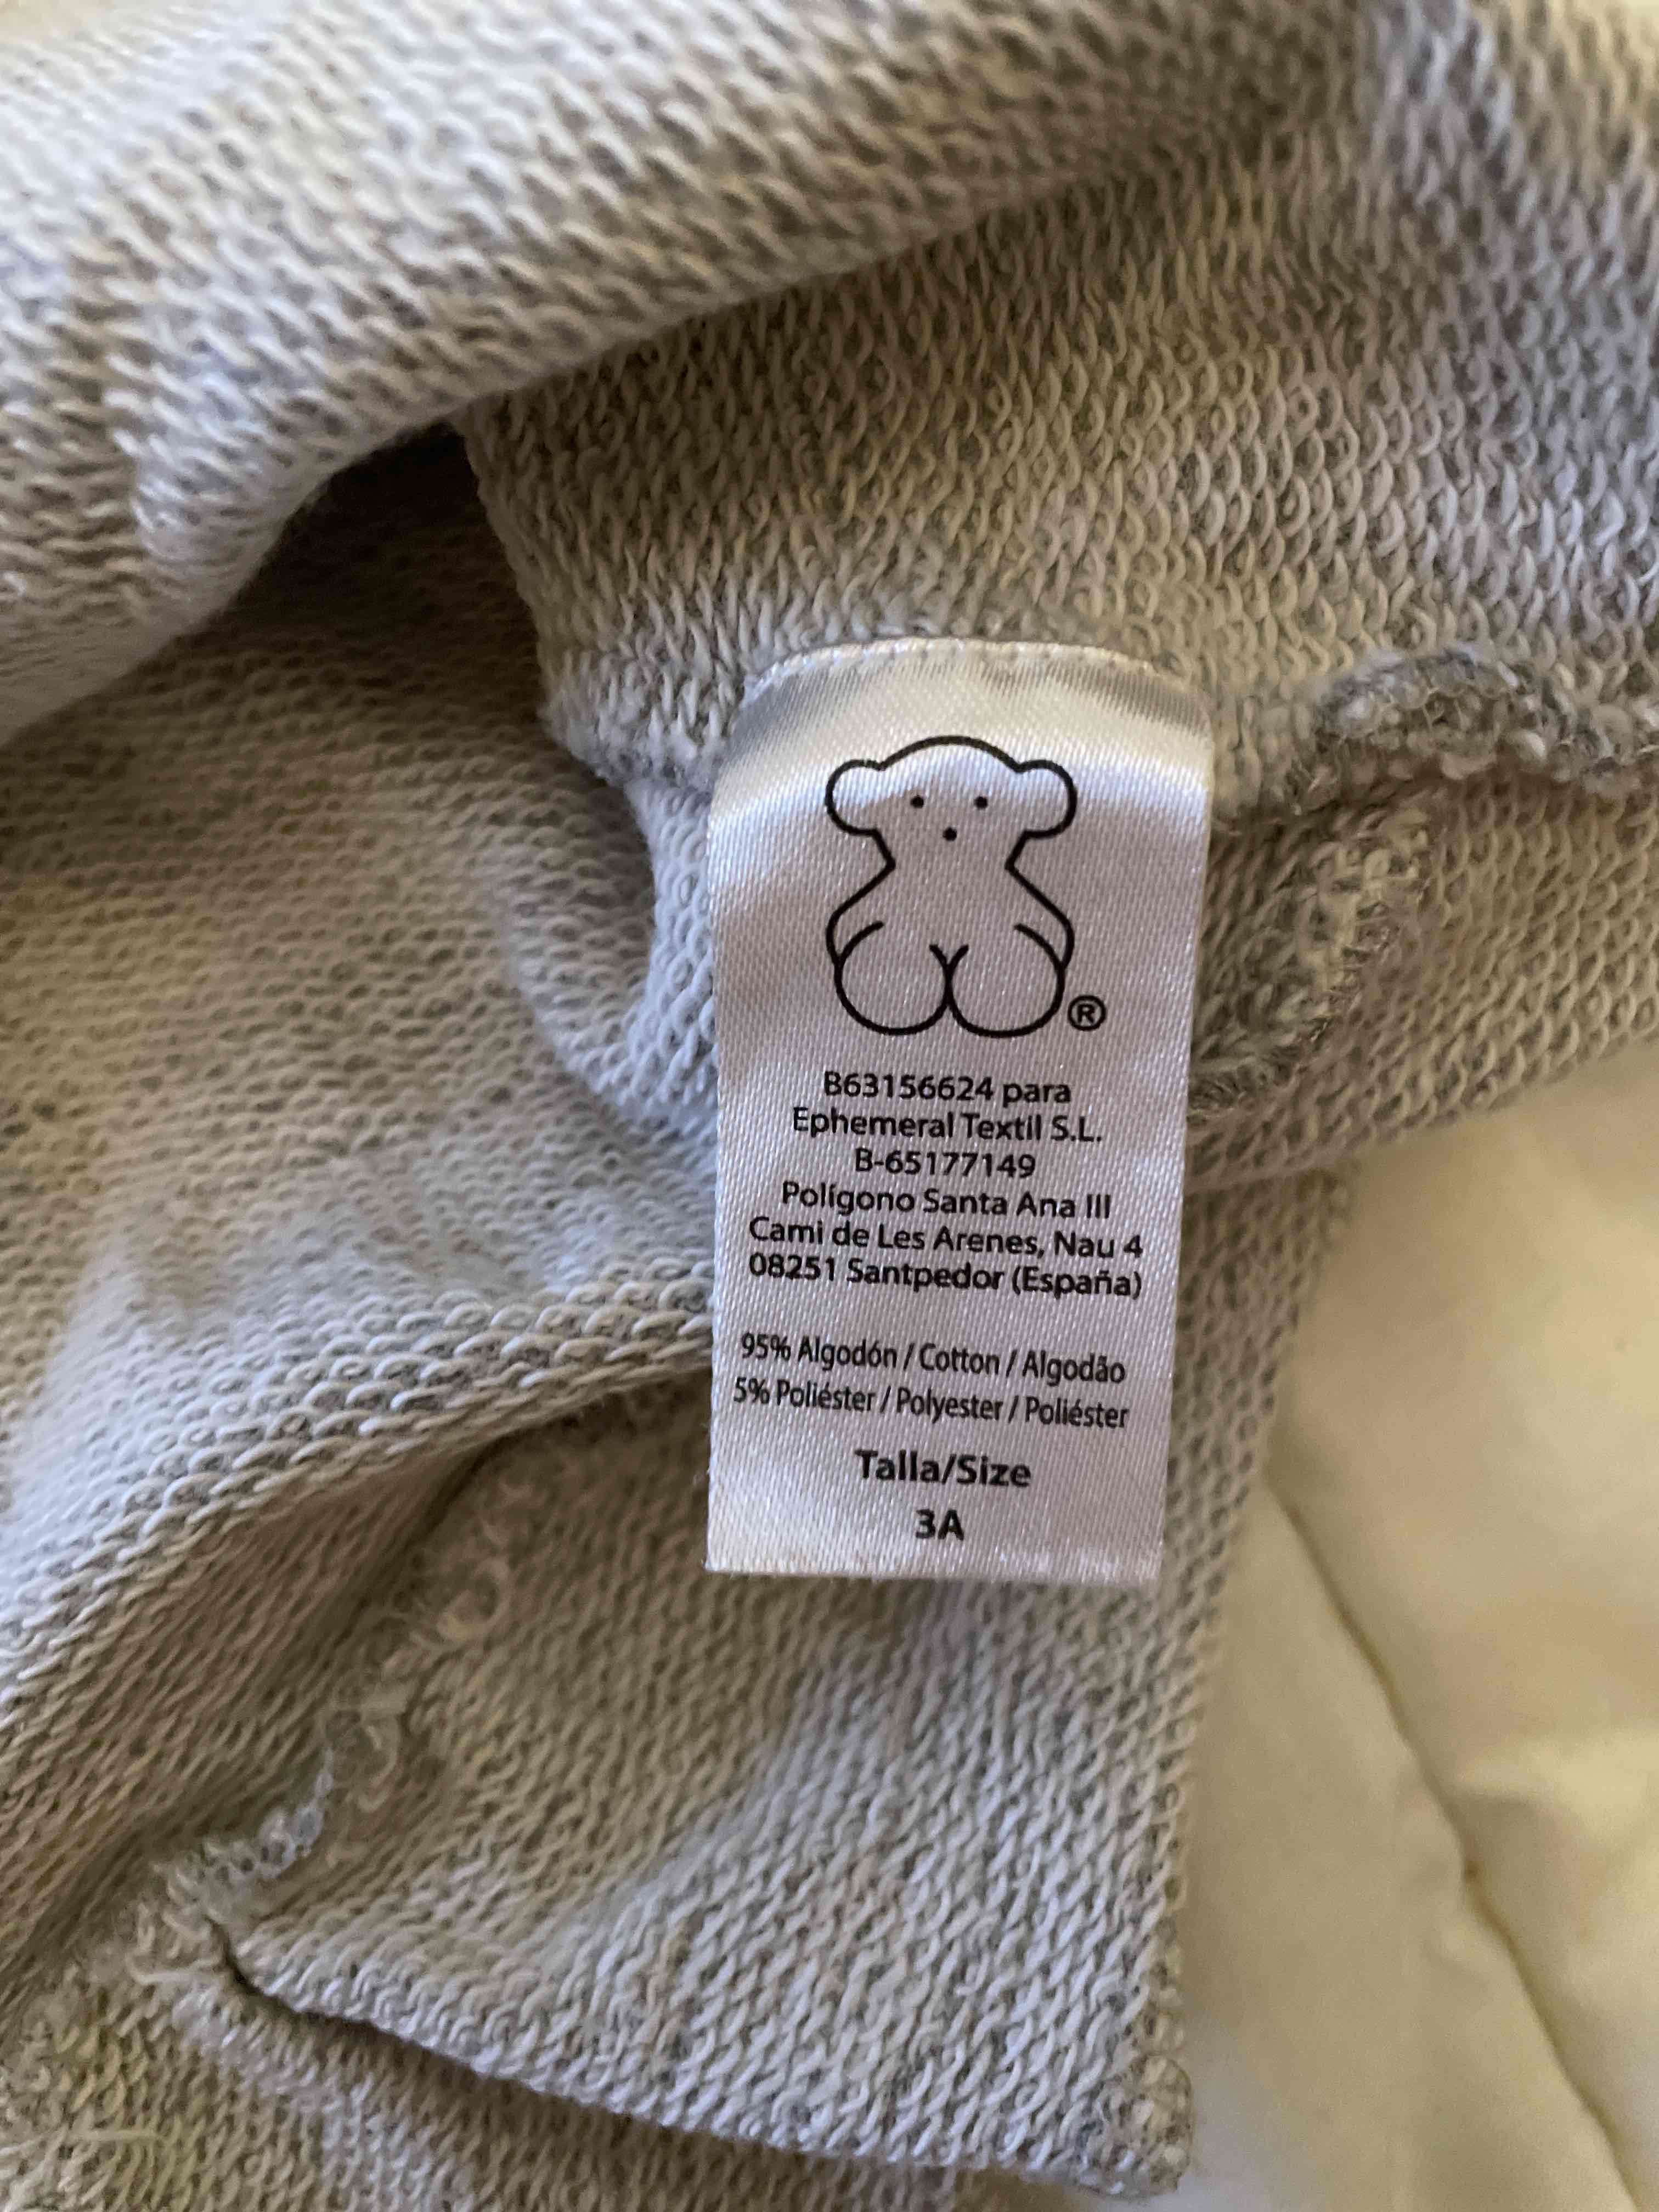 ®
B63156624 para
Ephemeral Textil S.L.
B-65177149
Polígono Santa Ana III
Cami de Les Arenes, Nau 4
08251 Santpedor (España)
95% Algodón / Cotton / Algodão
5% Poliéster / Polyester / Poliéster
Talla/Size
3A